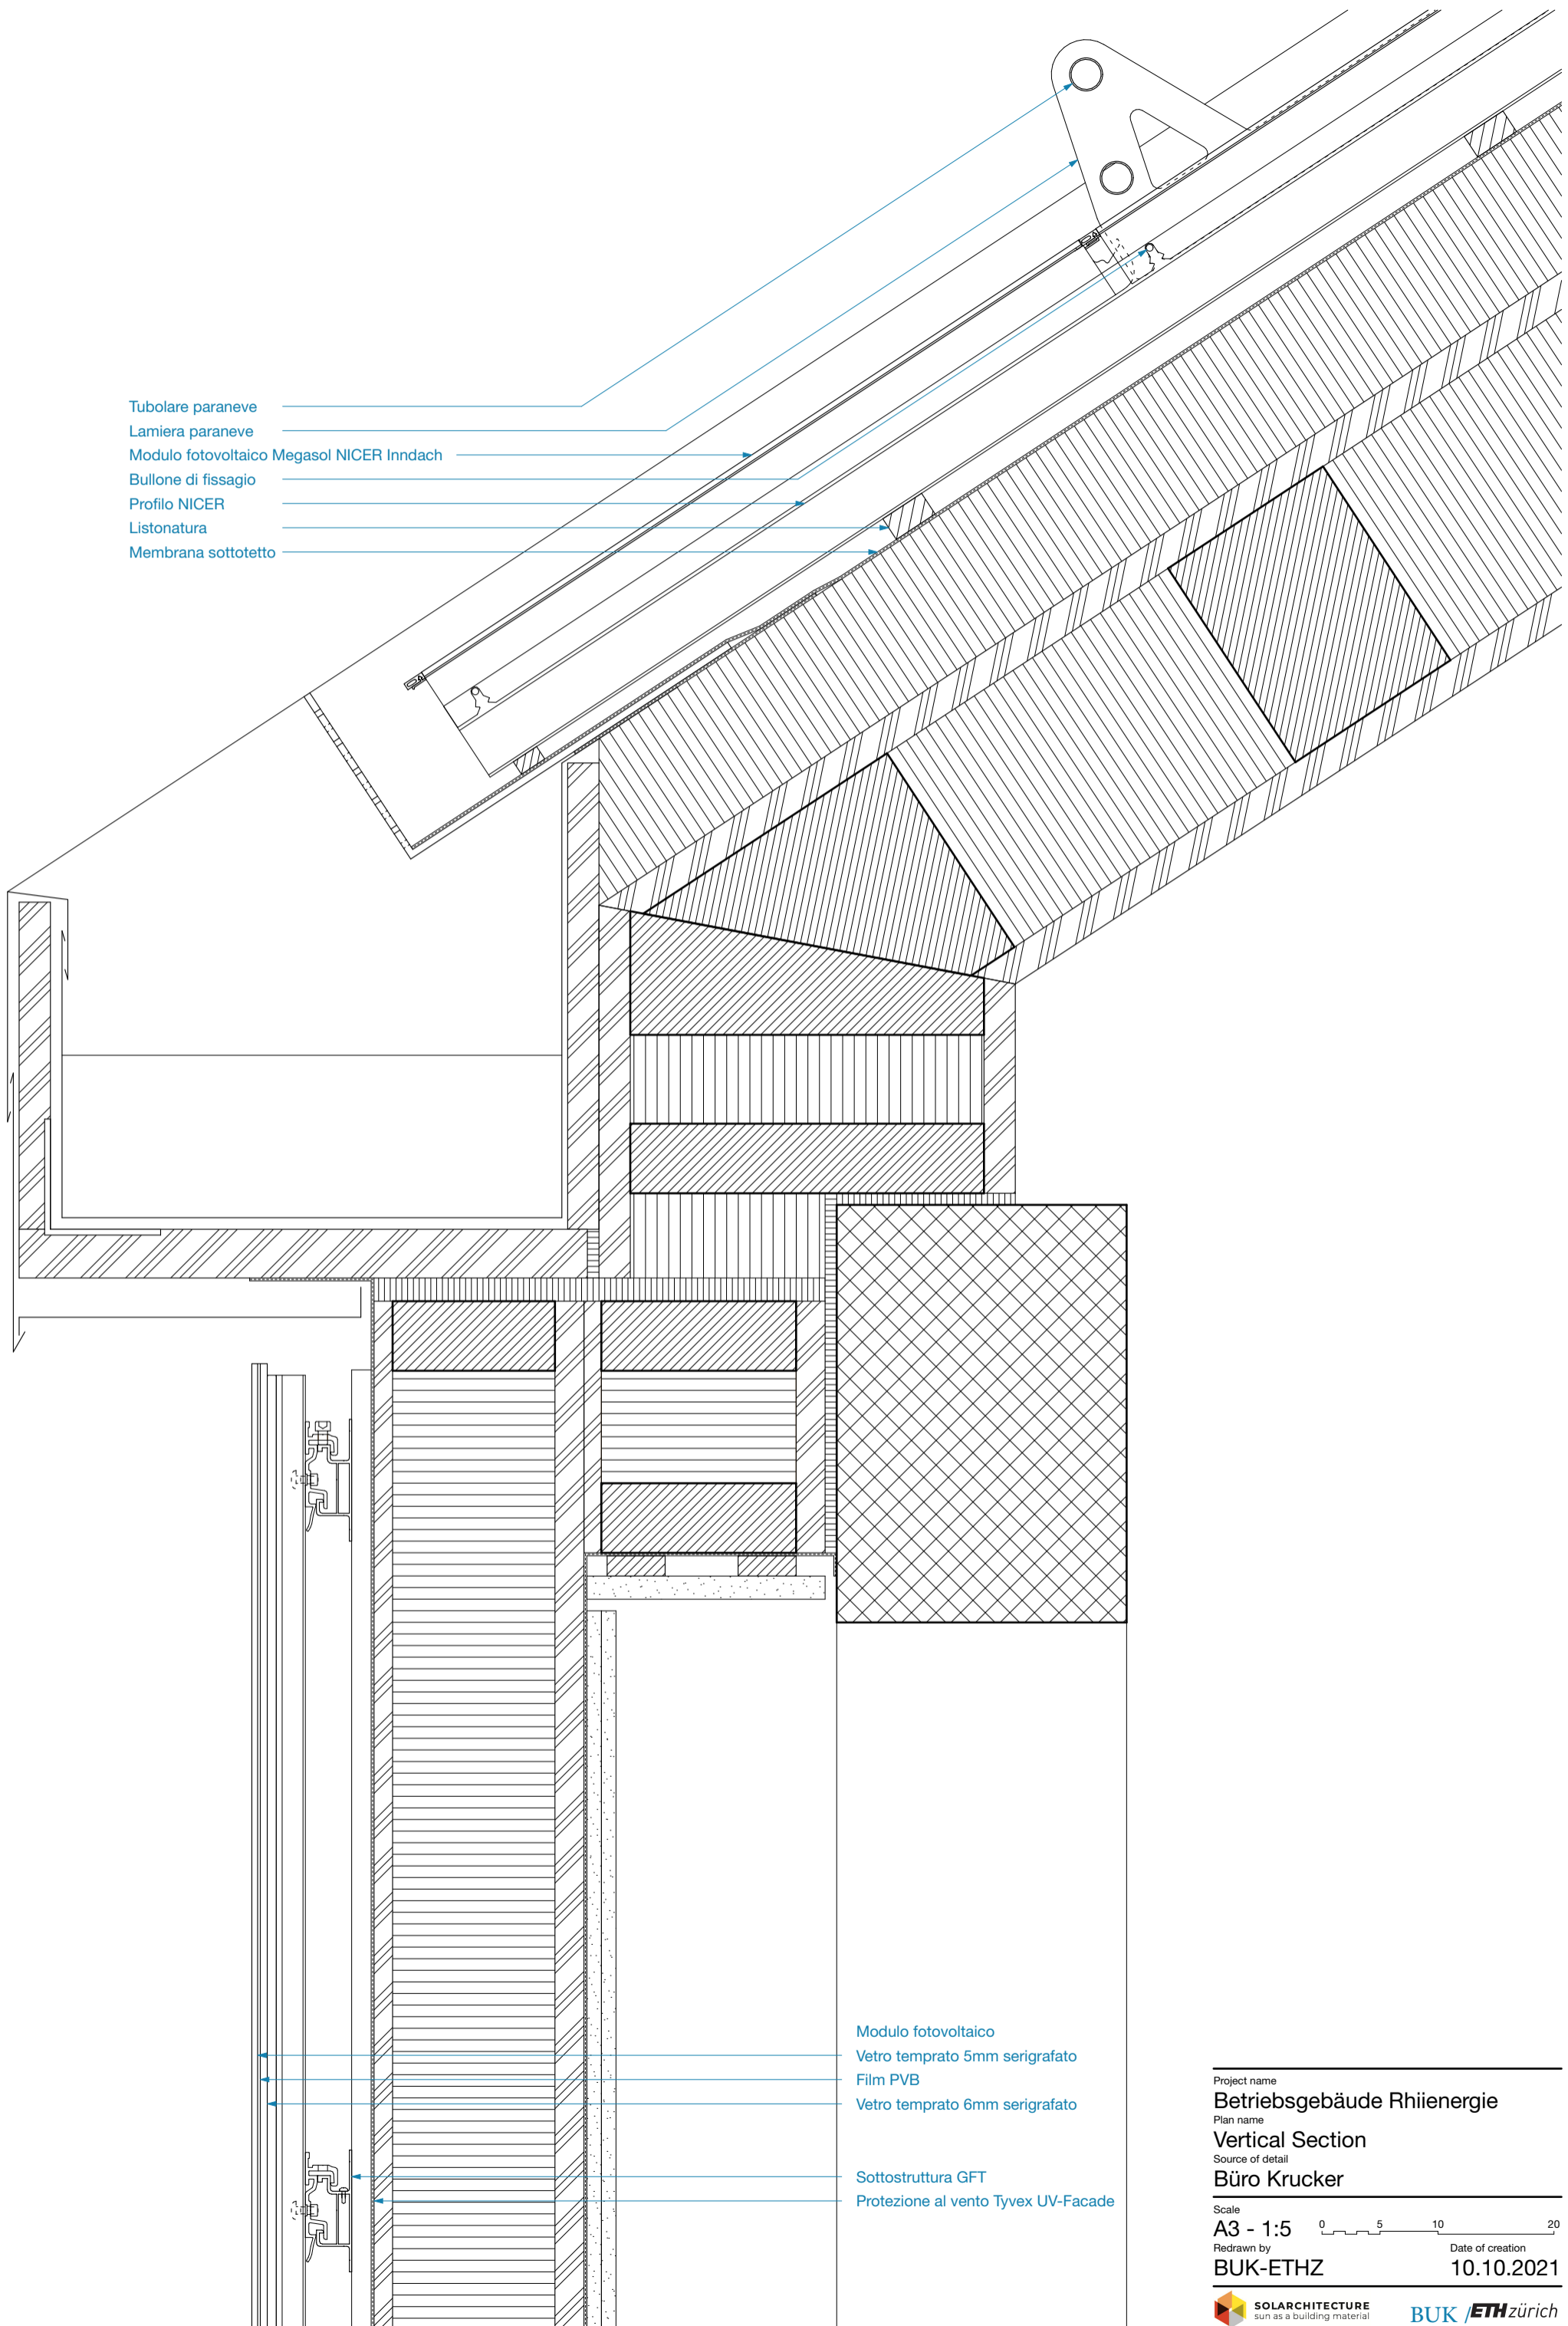 Tubolare paraneve
Lamiera paraneve
Modulo fotovoltaico Megasol NICER Inndach
Bullone di fissagio
Profilo NICER
Listonatura
Membrana sottotetto
Modulo fotovoltaico
Vetro temprato 5mm serigrafato
Film PVB
Vetro temprato 6mm serigrafato
Sottostruttura GFT
Protezione al vento Tyvex UV-Facade
Project name
Betriebsgebäude Rhiienergie
Plan name
Vertical Section
Source of detail
Büro Krucker
Scale
A3 - 1:5 0 5 10 20
Redrawn by Date of creation
BUK-ETHZ 10.10.2021
SOLARCHITECTURE
sun as a building material
BUK /ETH zürich